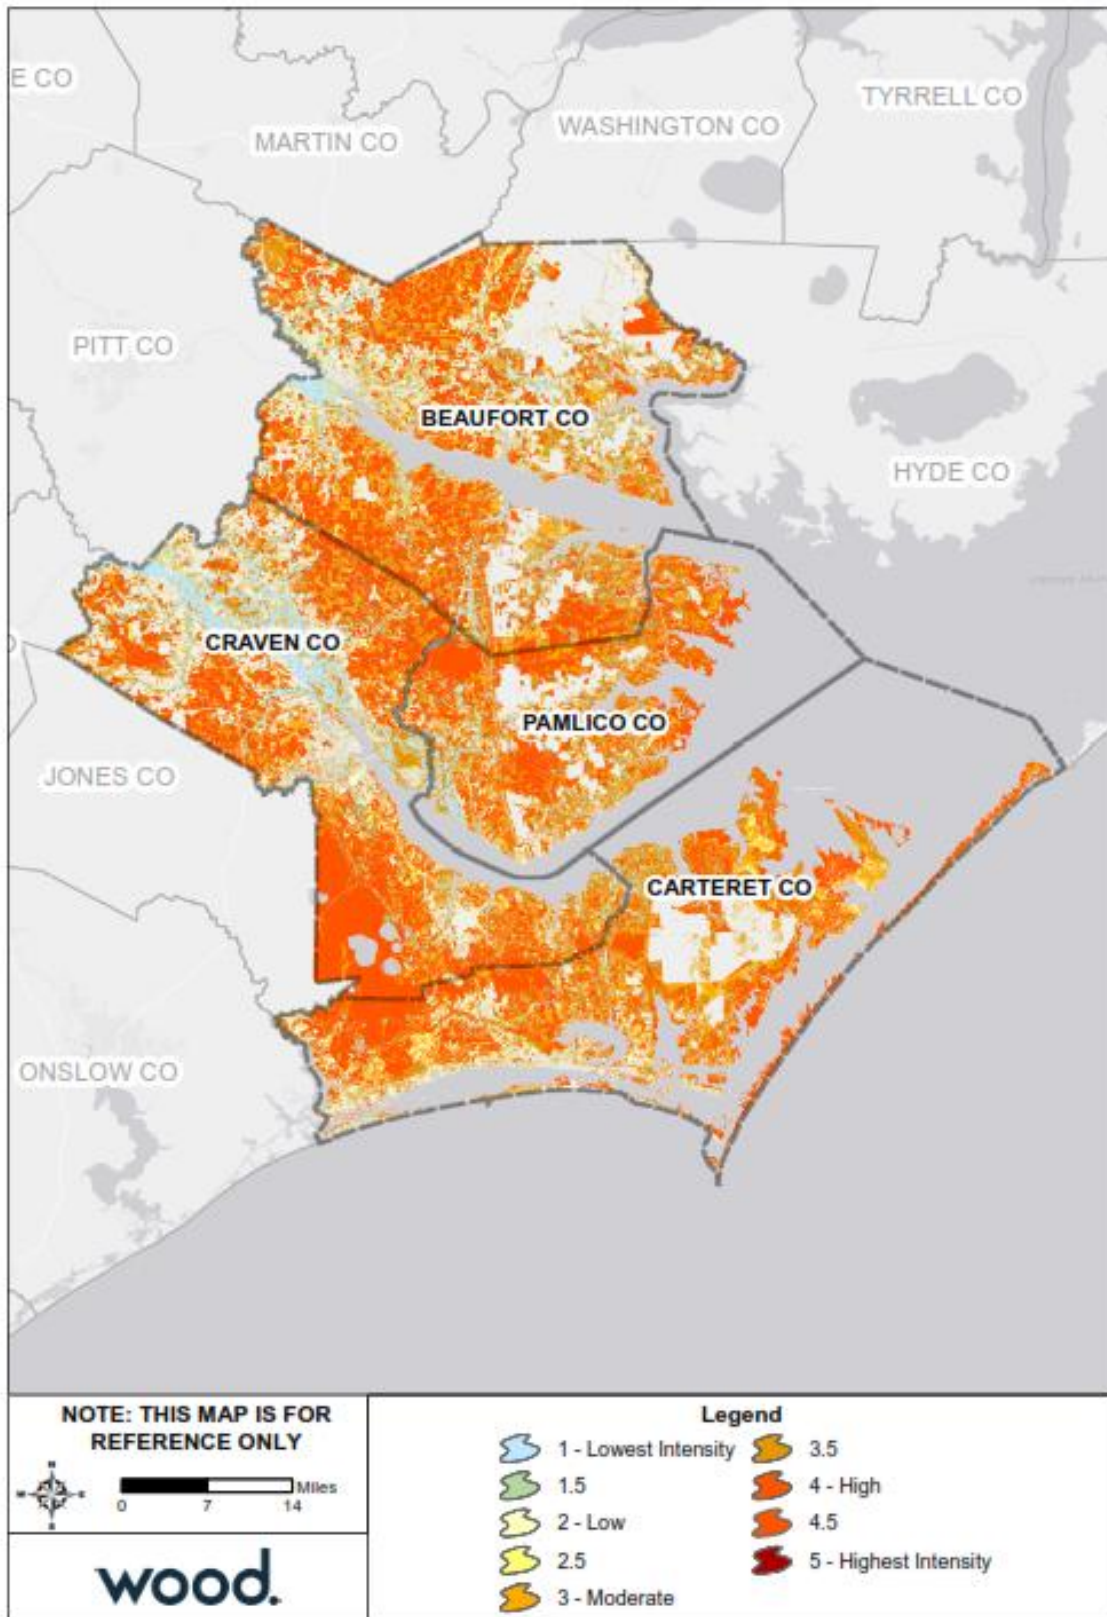 E CO
MARTIN CO
WASHINGTON CO
TYRRELL CO
PITT CO
BEAUFORT CO
HYDE CO
CRAVEN CO
PAMLICO CO
JONES CO
CARTERET CO
ONSLOW CO
NOTE: THIS MAP IS FOR
REFERENCE ONLY
N
W E
S
Miles
0 7 14
wood.
Legend
1 - Lowest Intensity
1.5
2 - Low
2.5
3 - Moderate
3.5
4 - High
4.5
5 - Highest Intensity